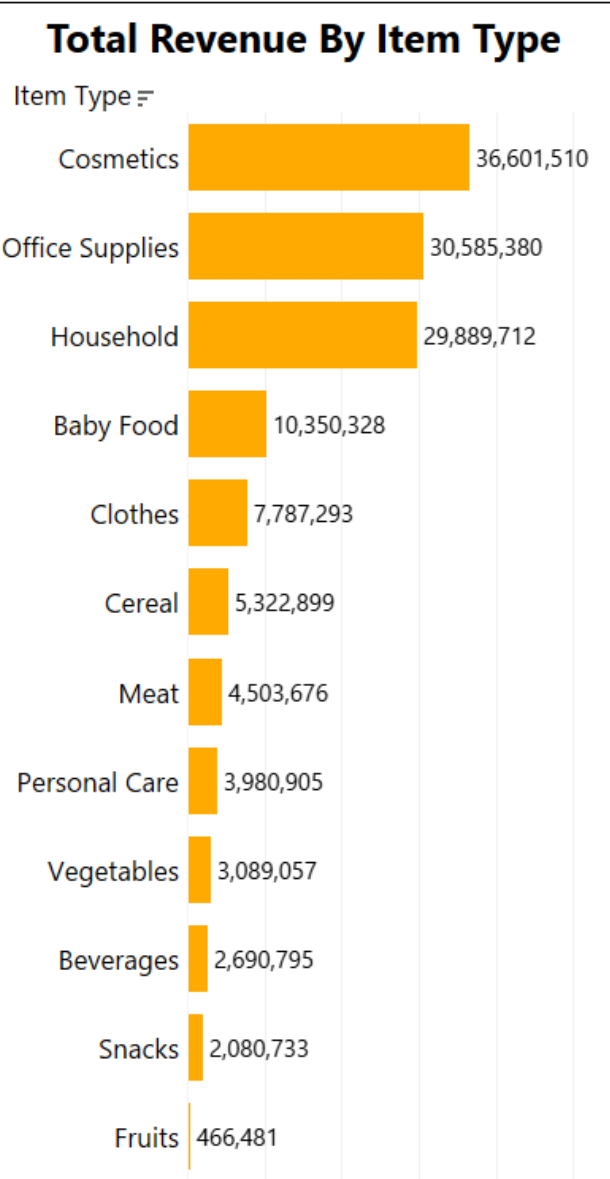 Total Revenue By Item Type
Item Type
Cosmetics 36,601,510
Office Supplies 30,585,380
Household 29,889,712
Baby Food 10,350,328
Clothes 7,787,293
Cereal 5,322,899
Meat 4,503,676
Personal Care 3,980,905
Vegetables 3,089,057
Beverages 2,690,795
Snacks 2,080,733
Fruits 466,481